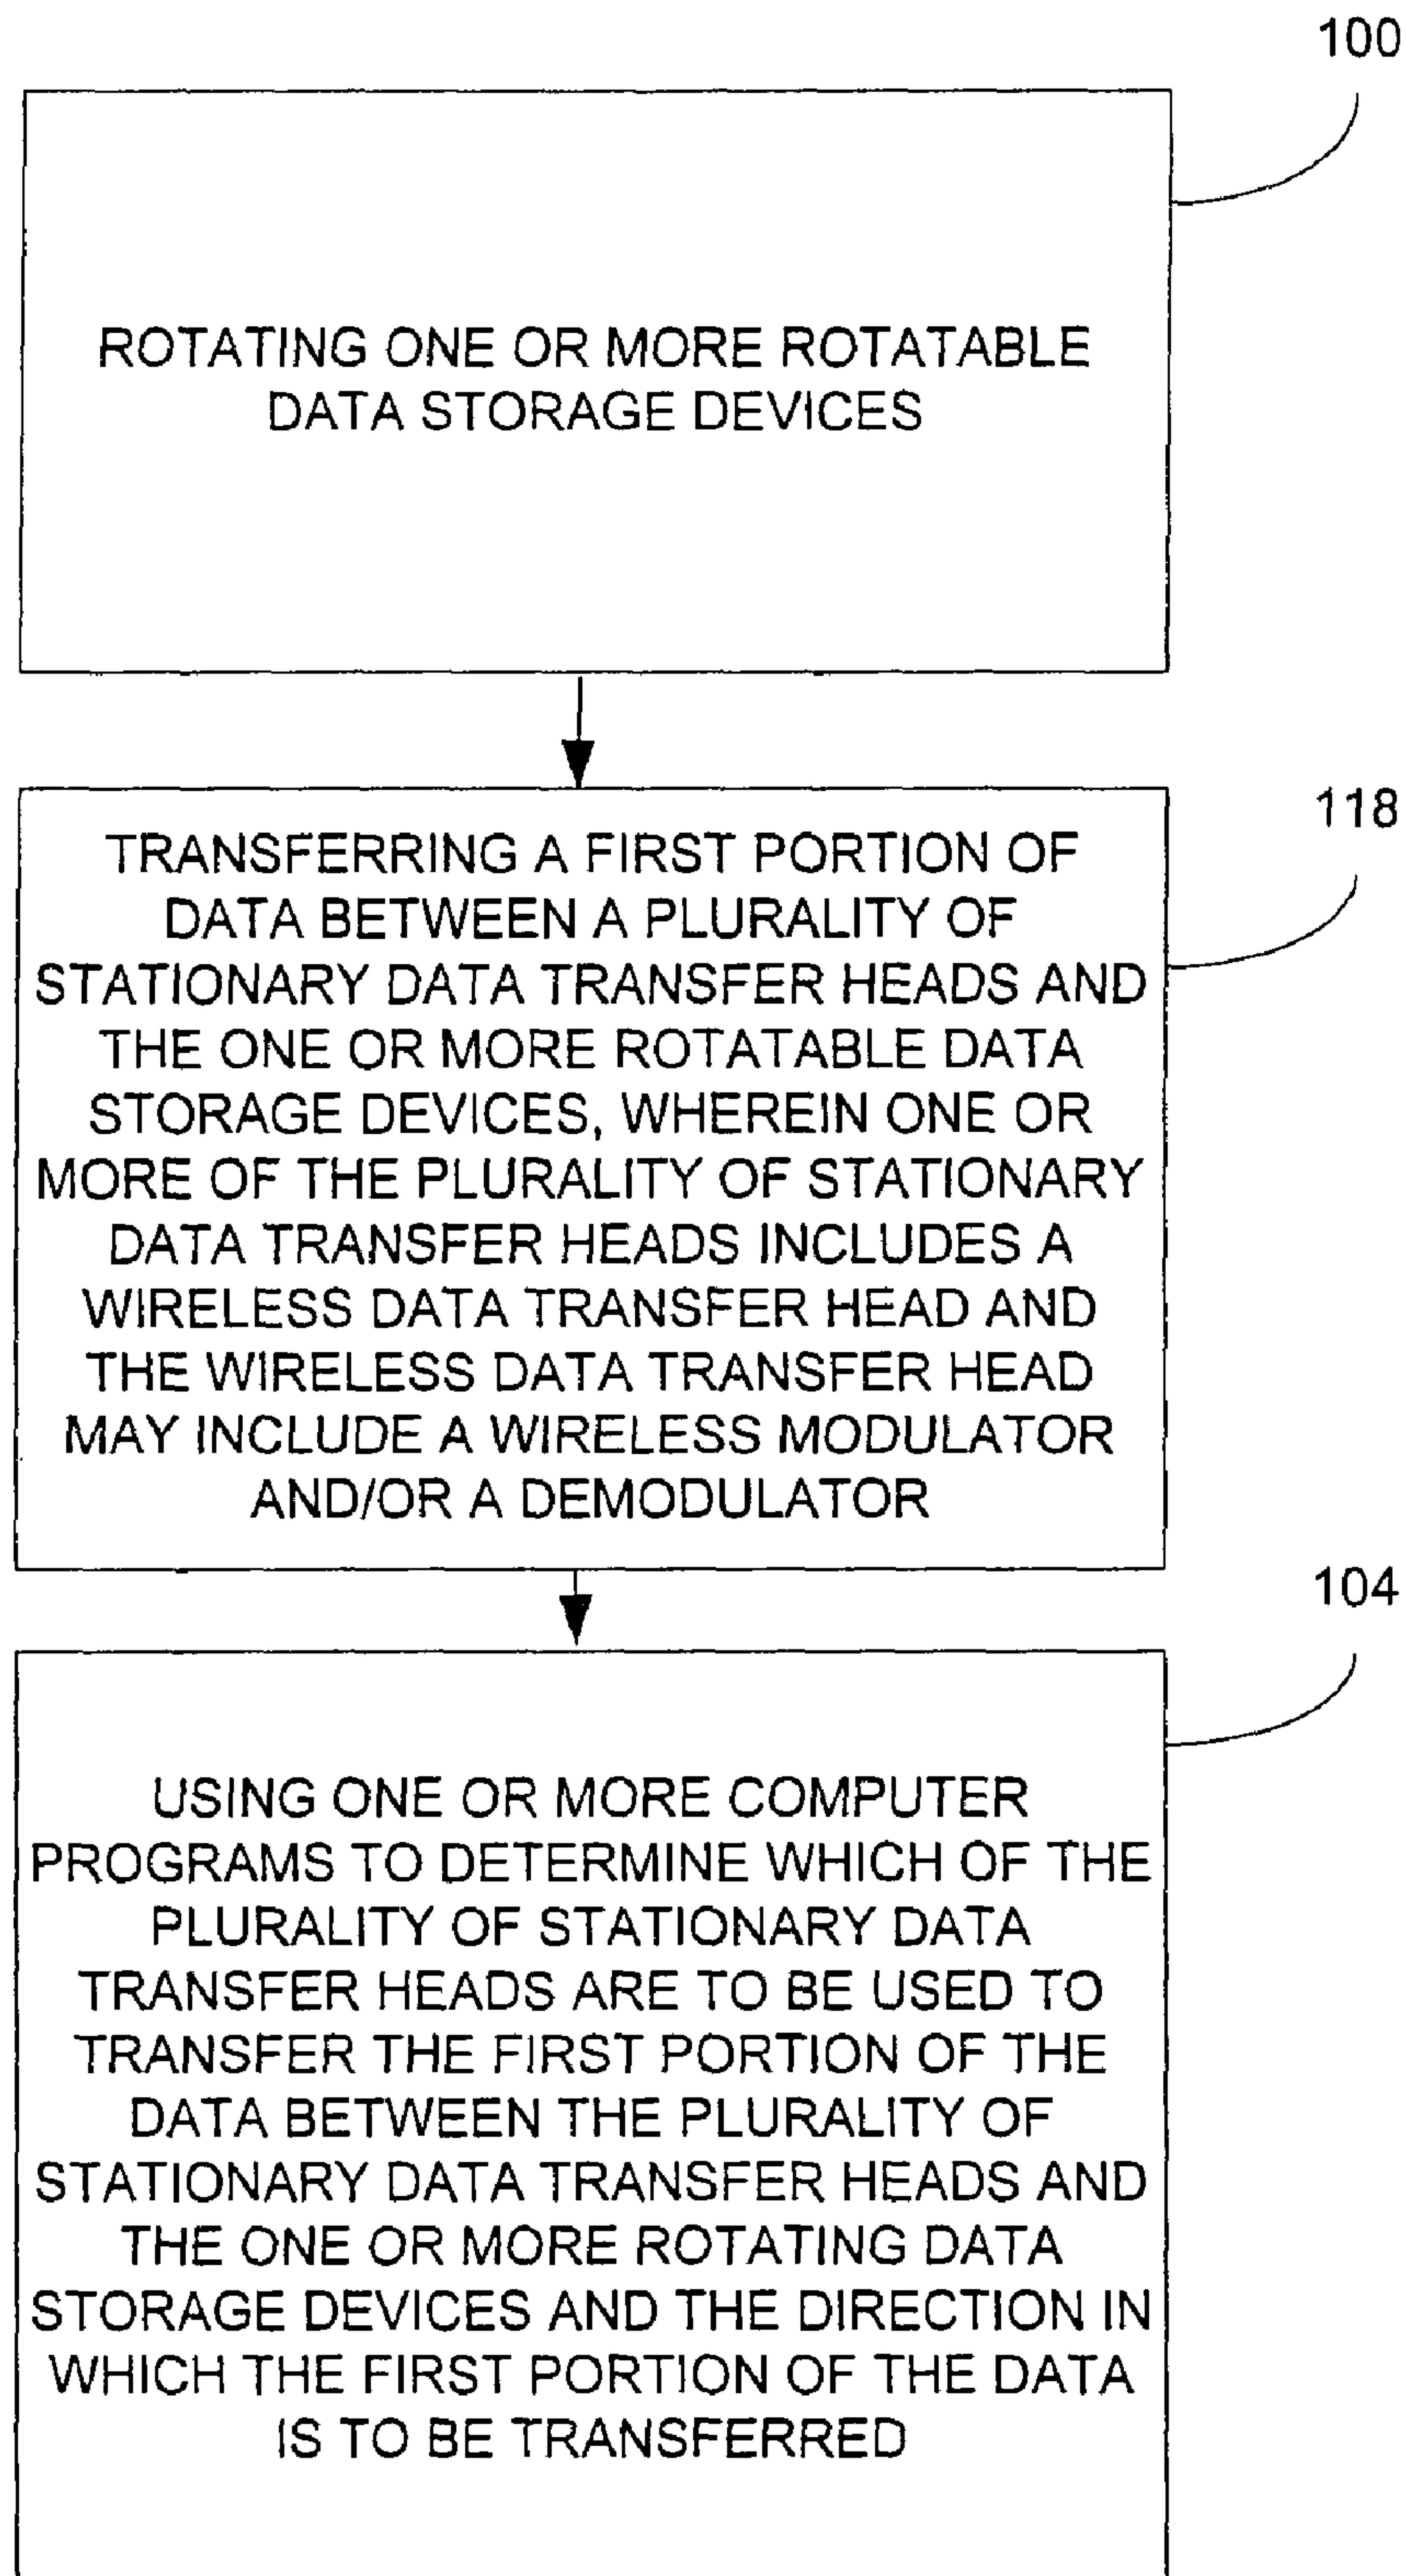 100
ROTATING ONE OR MORE ROTATABLE
DATA STORAGE DEVICES
118
TRANSFERRING A FIRST PORTION OF
DATA BETWEEN A PLURALITY OF
STATIONARY DATA TRANSFER HEADS AND
THE ONE OR MORE ROTATABLE DATA
STORAGE DEVICES, WHEREIN ONE OR
MORE OF THE PLURALITY OF STATIONARY
DATA TRANSFER HEADS INCLUDES A
WIRELESS DATA TRANSFER HEAD AND
THE WIRELESS DATA TRANSFER HEAD
MAY INCLUDE A WIRELESS MODULATOR
AND/OR A DEMODULATOR
104
USING ONE OR MORE COMPUTER
PROGRAMS TO DETERMINE WHICH OF THE
PLURALITY OF STATIONARY DATA
TRANSFER HEADS ARE TO BE USED TO
TRANSFER THE FIRST PORTION OF THE
DATA BETWEEN THE PLURALITY OF
STATIONARY DATA TRANSFER HEADS AND
THE ONE OR MORE ROTATING DATA
STORAGE DEVICES AND THE DIRECTION IN
WHICH THE FIRST PORTION OF THE DATA
IS TO BE TRANSFERRED